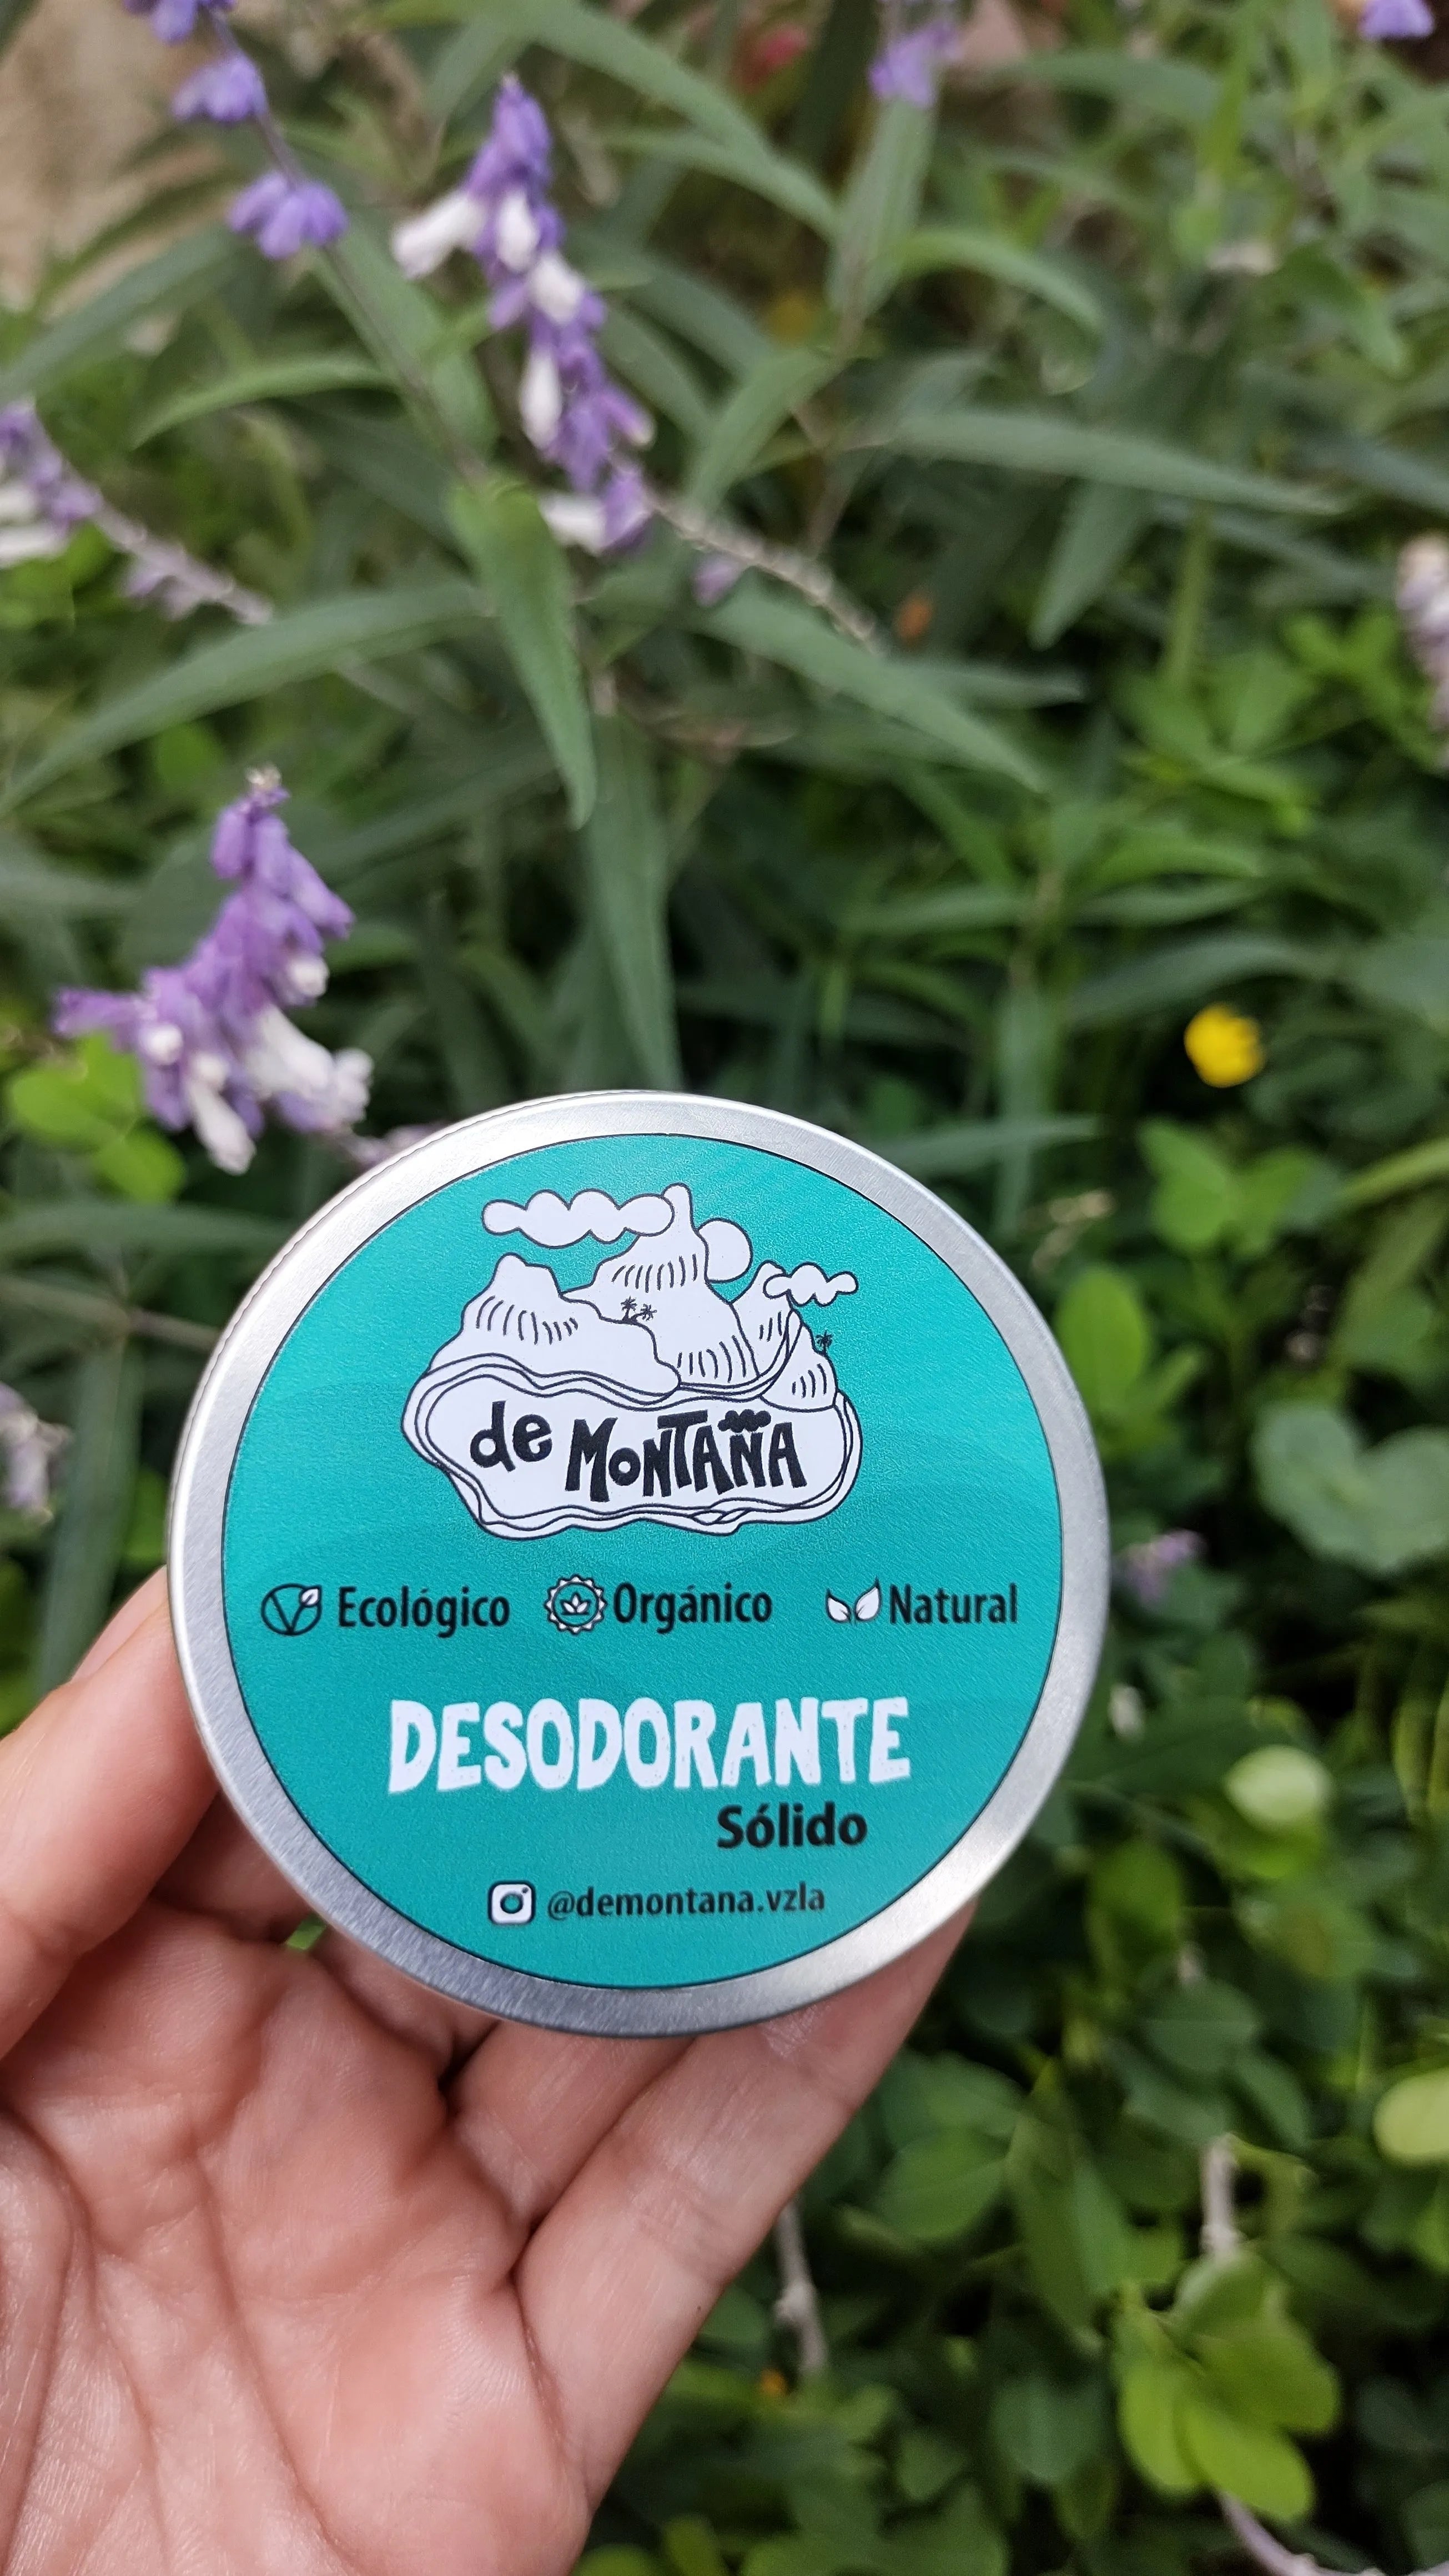 de MONTAÑA
Ecológico Orgánico Natural
DESODORANTE
Sólido
@demontana.vzla